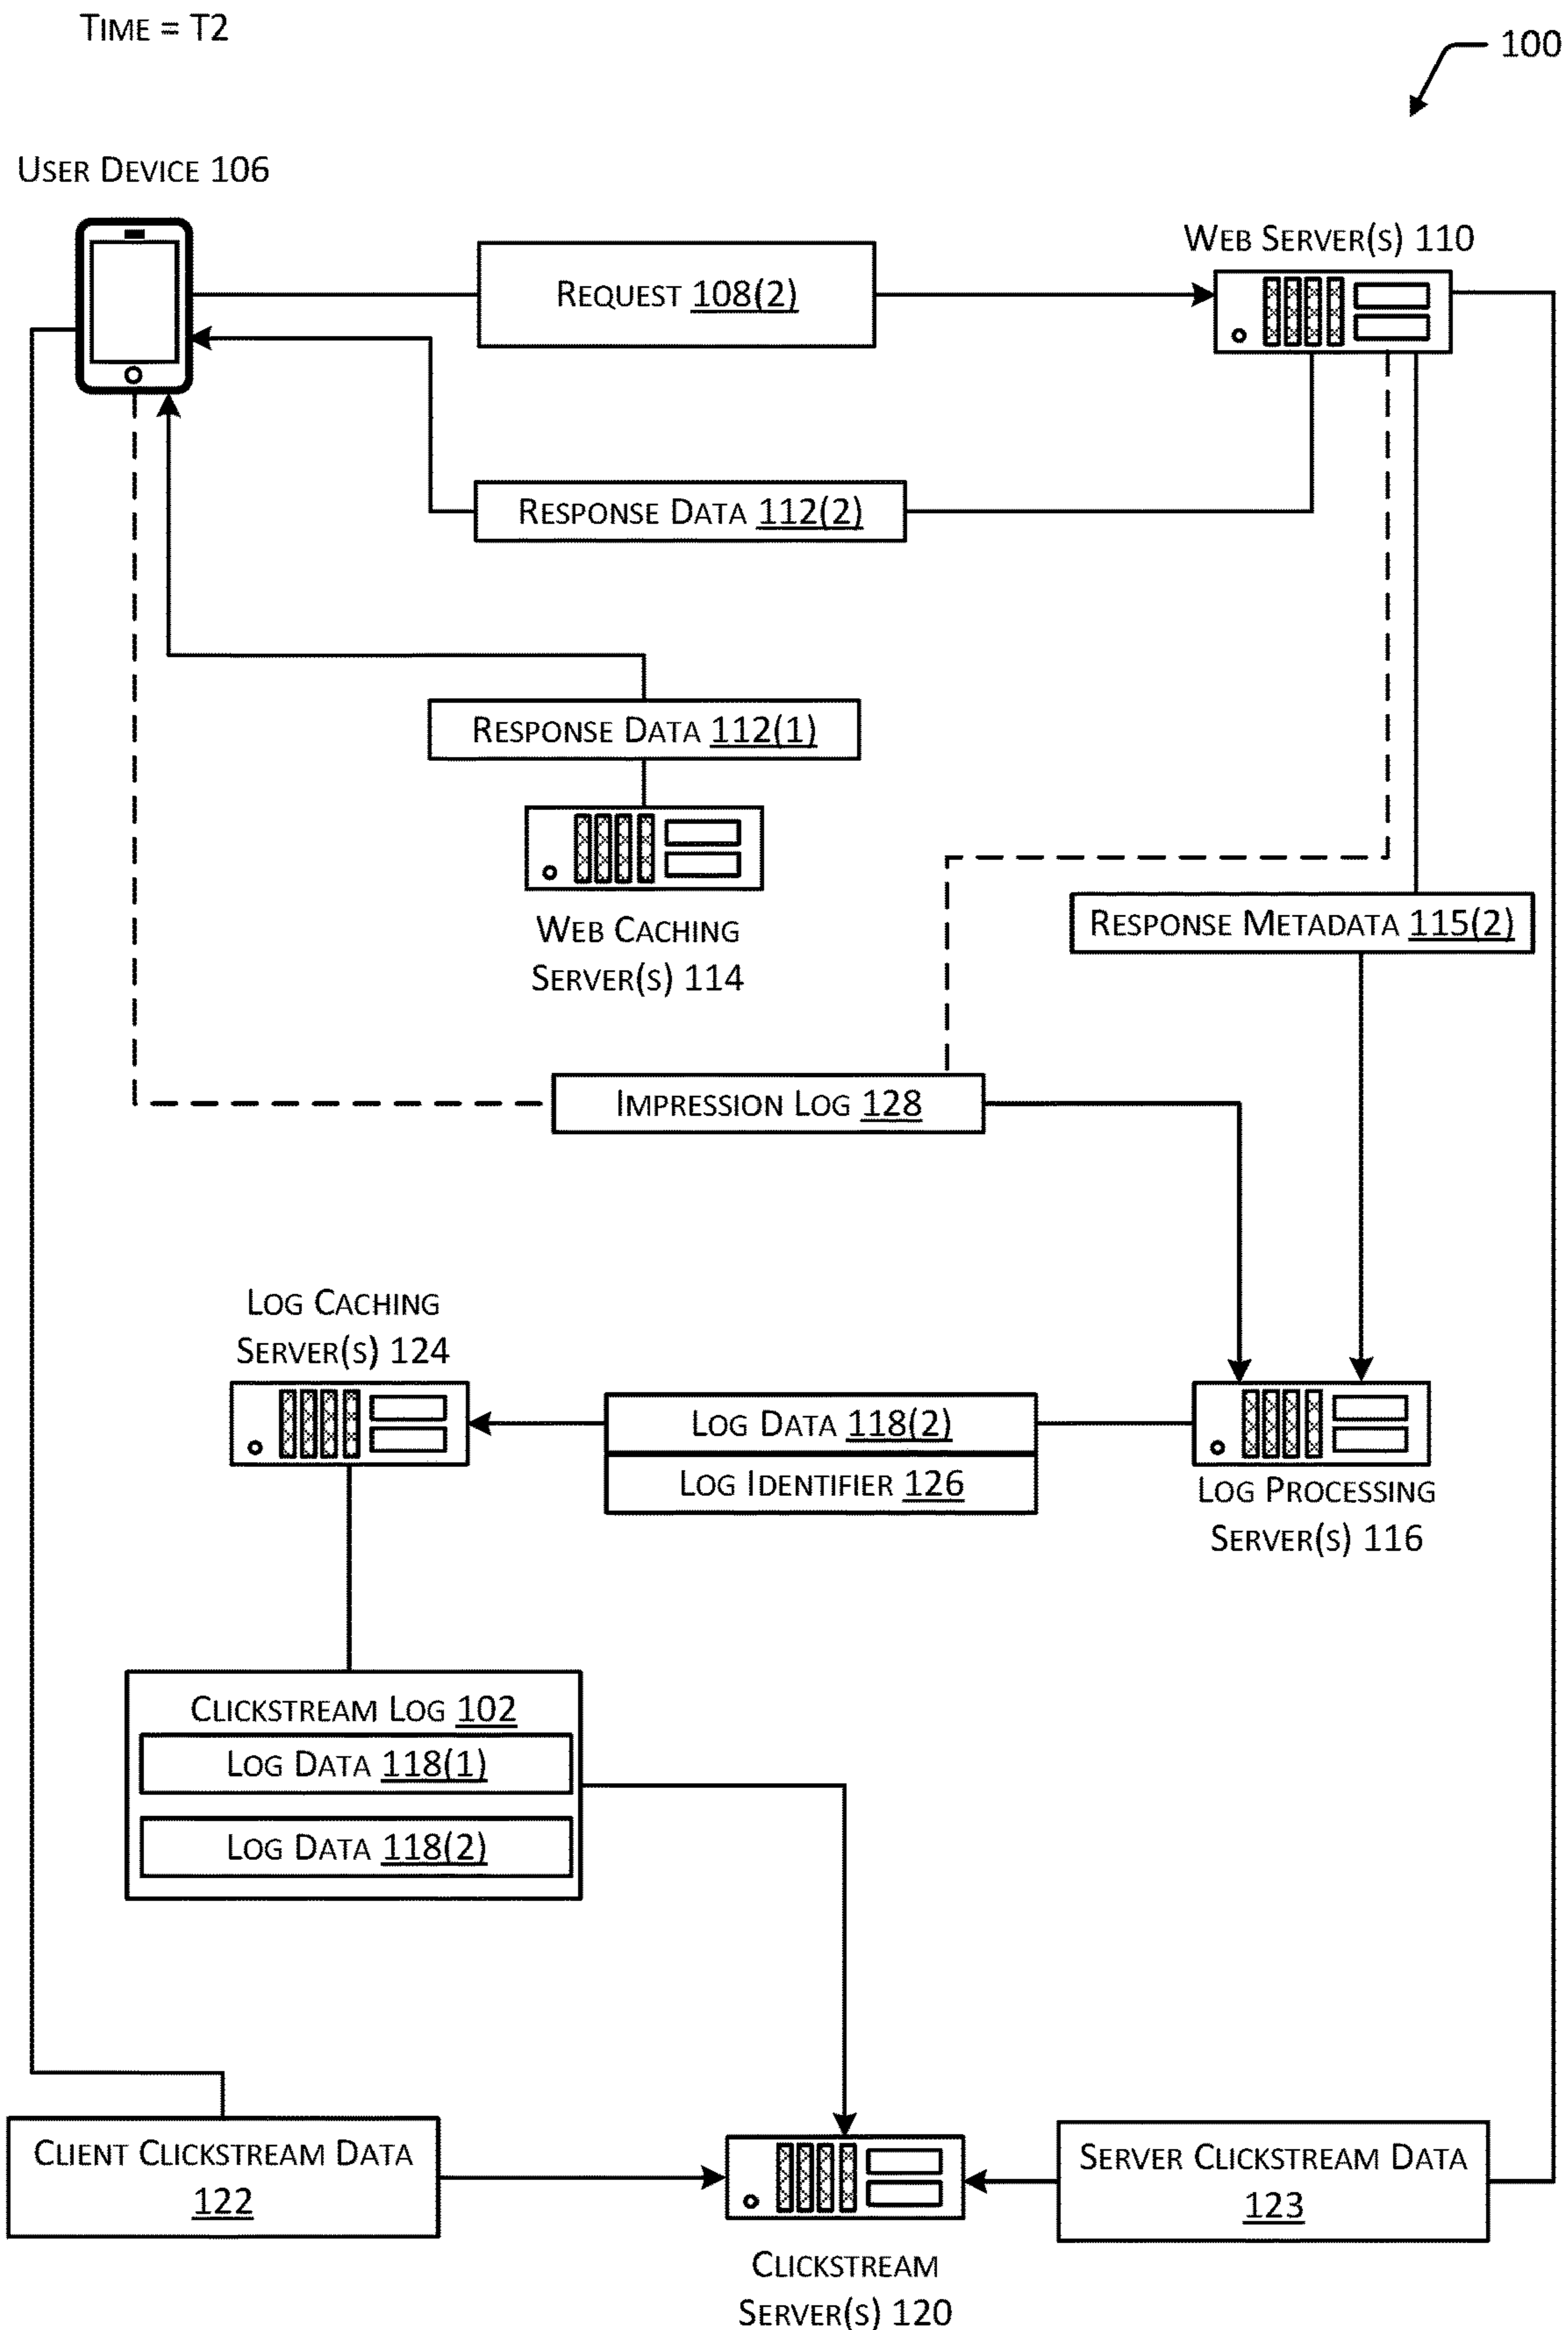 TIME = T2
100
USER DEVICE 106
WEB SERVER(S) 110
REQUEST 108(2)
RESPONSE DATA 112(2)
RESPONSE DATA 112(1)
WEB CACHING
SERVER(S) 114
RESPONSE METADATA 115(2)
IMPRESSION LOG 128
LOG CACHING
SERVER(S) 124
LOG DATA 118(2)
LOG IDENTIFIER 126
LOG PROCESSING
SERVER(S) 116
CLICKSTREAM LOG 102
LOG DATA 118(1)
LOG DATA 118(2)
CLIENT CLICKSTREAM DATA
122
SERVER CLICKSTREAM DATA
123
CLICKSTREAM
SERVER(S) 120